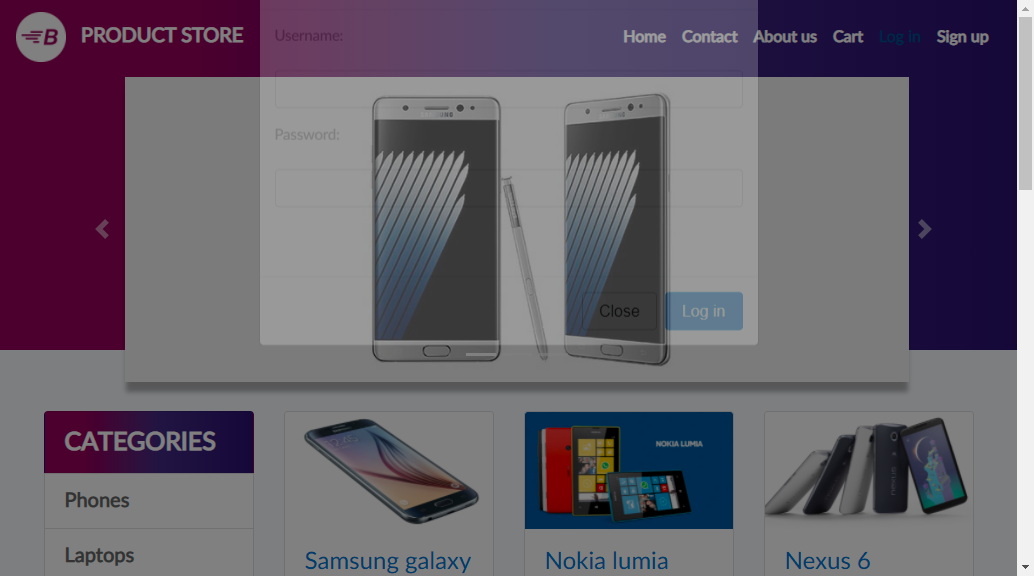 B PRODUCT STORE
Home Contact About us Cart Log in Sign up
Username:
Password:
SAMSUNG
Close Log in
CATEGORIES
Phones
Laptops
NOKIA LUMIA
Samsung galaxy
Nokia lumia
Nexus 6